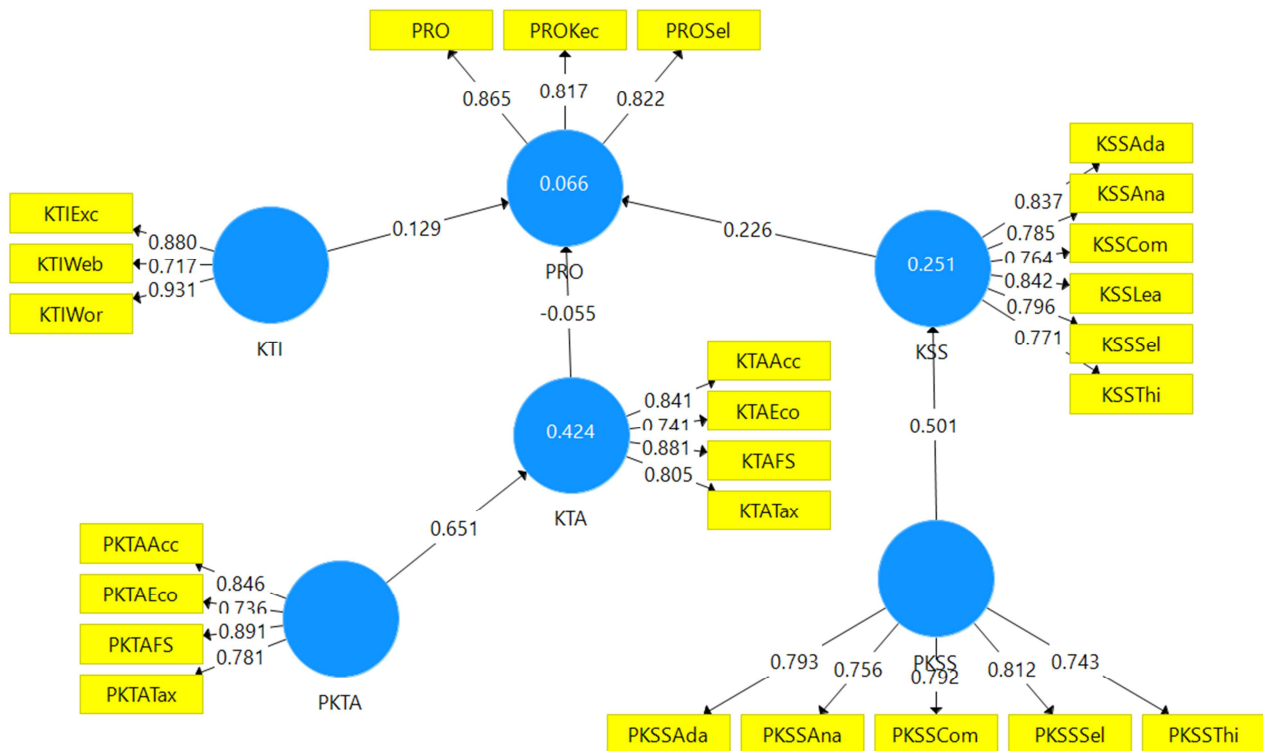 PRO
PROKec
PROSel
0.865
0.817
0.822
0.066
PRO
KTIExc
KTIWeb
KTIWor
0.880
0.717
0.931
KTI
0.129
0.226
-0.055
KSSAda
KSSAna
KSSCom
KSSLea
KSSSel
KSSThi
0.837
0.785
0.764
0.842
0.796
0.771
0.251
KSS
0.501
KTAAcc
KTAEco
KTAFS
KTATax
0.841
0.741
0.881
0.805
0.424
KTA
0.651
PKTAAcc
PKTAEco
PKTAFS
PKTATax
0.846
0.736
0.891
0.781
PKTA
PKSS
0.793
0.756
0.792
0.812
0.743
PKSSAda
PKSSAna
PKSSCom
PKSSSel
PKSSThi